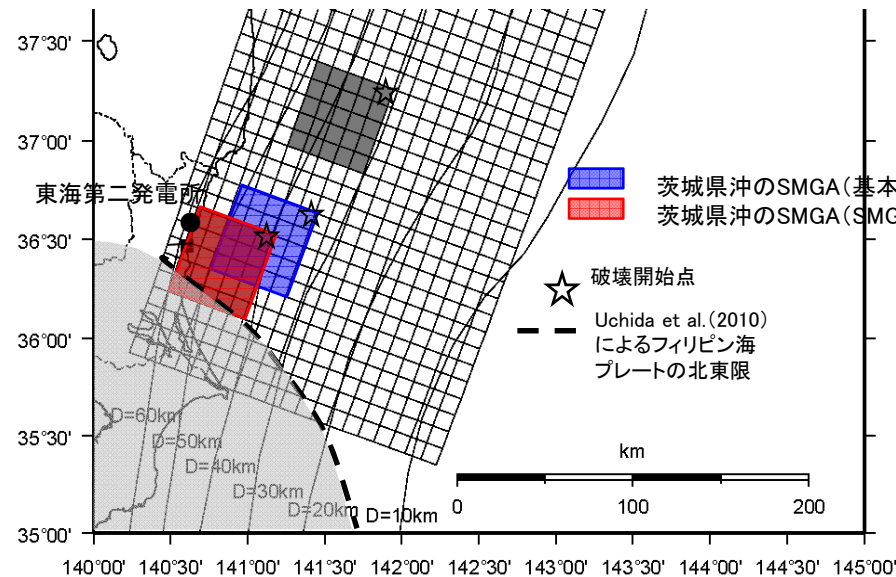 37°30'
37°00'
36°30'
36°00'
35°30'
35°00'
東海第二発電所
茨城県沖のSMGA(基本
茨城県沖のSMGA(SMG
破壊開始点
Uchida et al.(2010)
によるフィリピン海
プレートの北東限
D=60km
D=50km
D=40km
D=30km
D=20km
D=10km
km
0 100 200
140°00' 140°30' 141°00' 141°30' 142°00' 142°30' 143°00' 143°30' 144°00' 144°30' 145°0